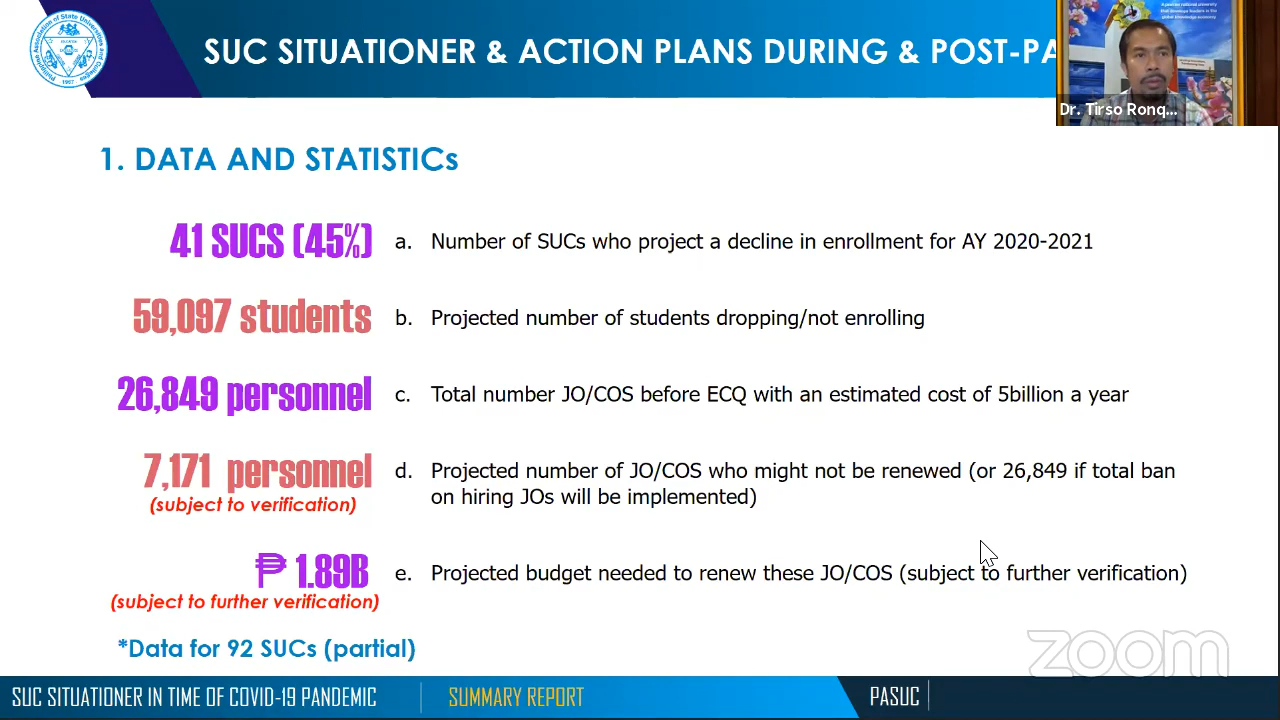 SUC SITUATIONER & ACTION PLANS DURING & POST-PA
Dr. Tirso Ronq...
1. DATA AND STATISTICs
41 SUCS (45%)
a. Number of SUCs who project a decline in enrollment for AY 2020-2021
59,097 students
b. Projected number of students dropping/not enrolling
26,849 personnel
c. Total number JO/COS before ECQ with an estimated cost of 5billion a year
7,171 personnel
(subject to verification)
d. Projected number of JO/COS who might not be renewed (or 26,849 if total ban
on hiring JOs will be implemented)
₱ 1.89B
(subject to further verification)
e. Projected budget needed to renew these JO/COS (subject to further verification)
*Data for 92 SUCs (partial)
zoom
SUC SITUATIONER IN TIME OF COVID-19 PANDEMIC
SUMMARY REPORT
PASUC